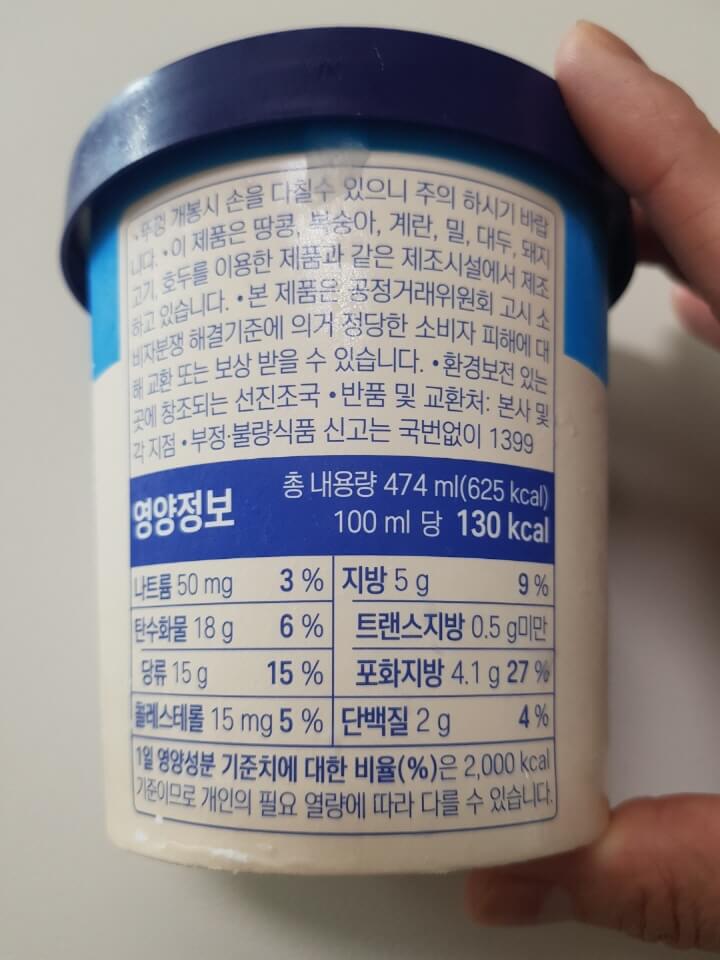 • 뚜껑 개봉시 손을 다칠수 있으니 주의 하시기 바랍
니다. • 이 제품은 땅콩, 복숭아, 계란, 밀, 대두, 돼지
고기, 호두를 이용한 제품과 같은 제조시설에서 제조
하고 있습니다. • 본 제품은 공정거래위원회 고시 소
비자분쟁 해결기준에 의거 정당한 소비자 피해에 대
해 교환 또는 보상 받을 수 있습니다. • 환경보전 있는
곳에 창조되는 선진조국 • 반품 및 교환처: 본사 및
각 지점 • 부정·불량식품 신고는 국번없이 1399
영양정보
총 내용량 474 ml(625 kcal)
100 ml 당 130 kcal
나트륨 50 mg 3 % 지방 5 g 9 %
탄수화물 18 g 6 % 트랜스지방 0.5 g미만
당류 15 g 15 % 포화지방 4.1 g 27 %
콜레스테롤 15 mg 5 % 단백질 2 g 4 %
1일 영양성분 기준치에 대한 비율(%)은 2,000 kcal
기준이므로 개인의 필요 열량에 따라 다를 수 있습니다.